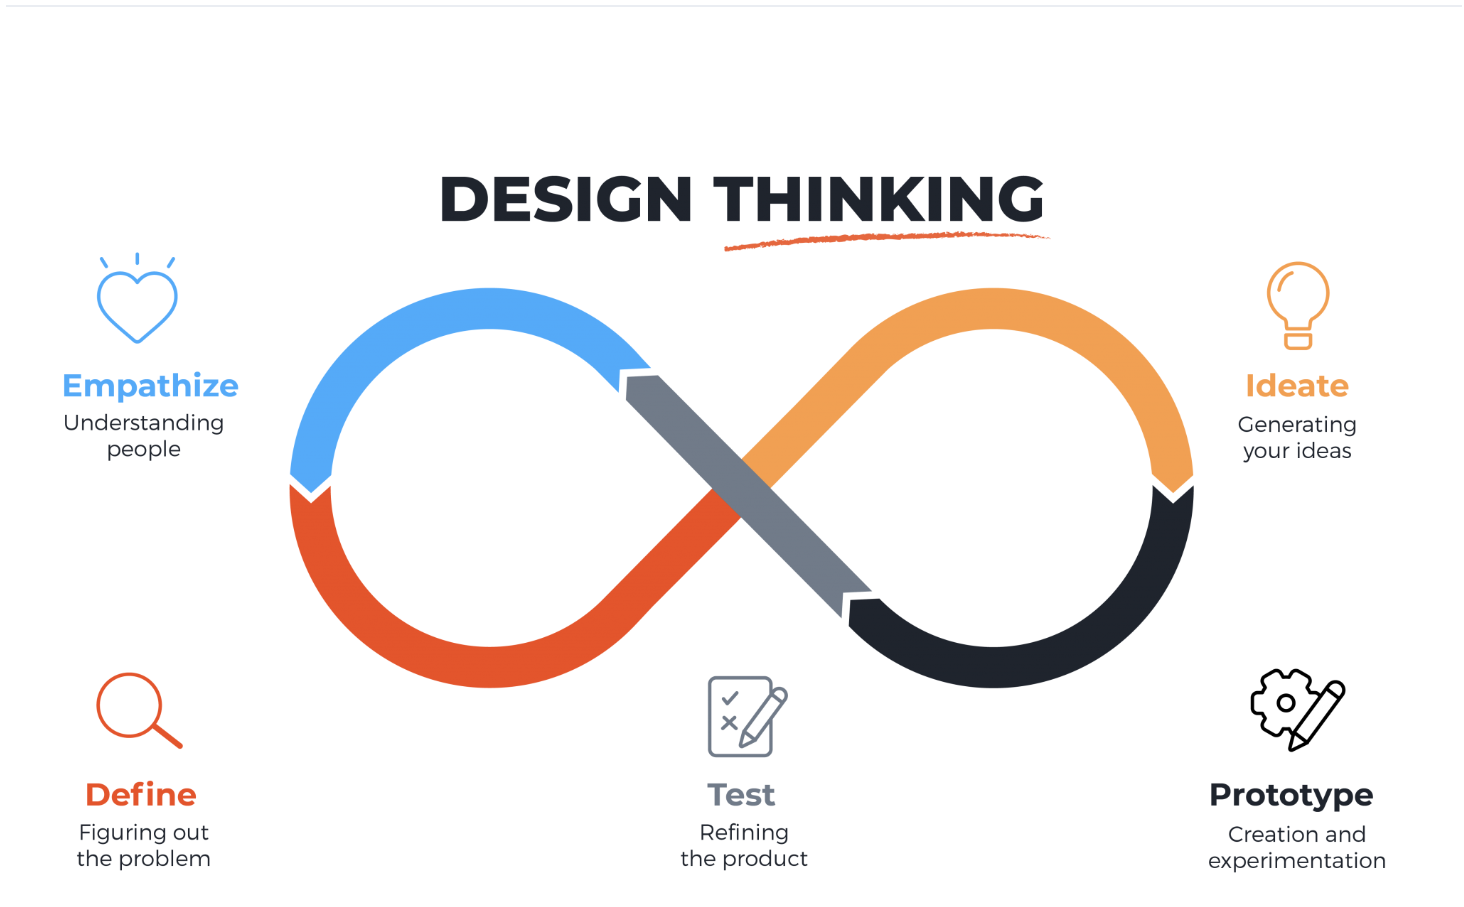 DESIGN THINKING
Empathize
Understanding
people
Ideate
Generating
your ideas
Define
Figuring out
the problem
Test
Refining
the product
Prototype
Creation and
experimentation